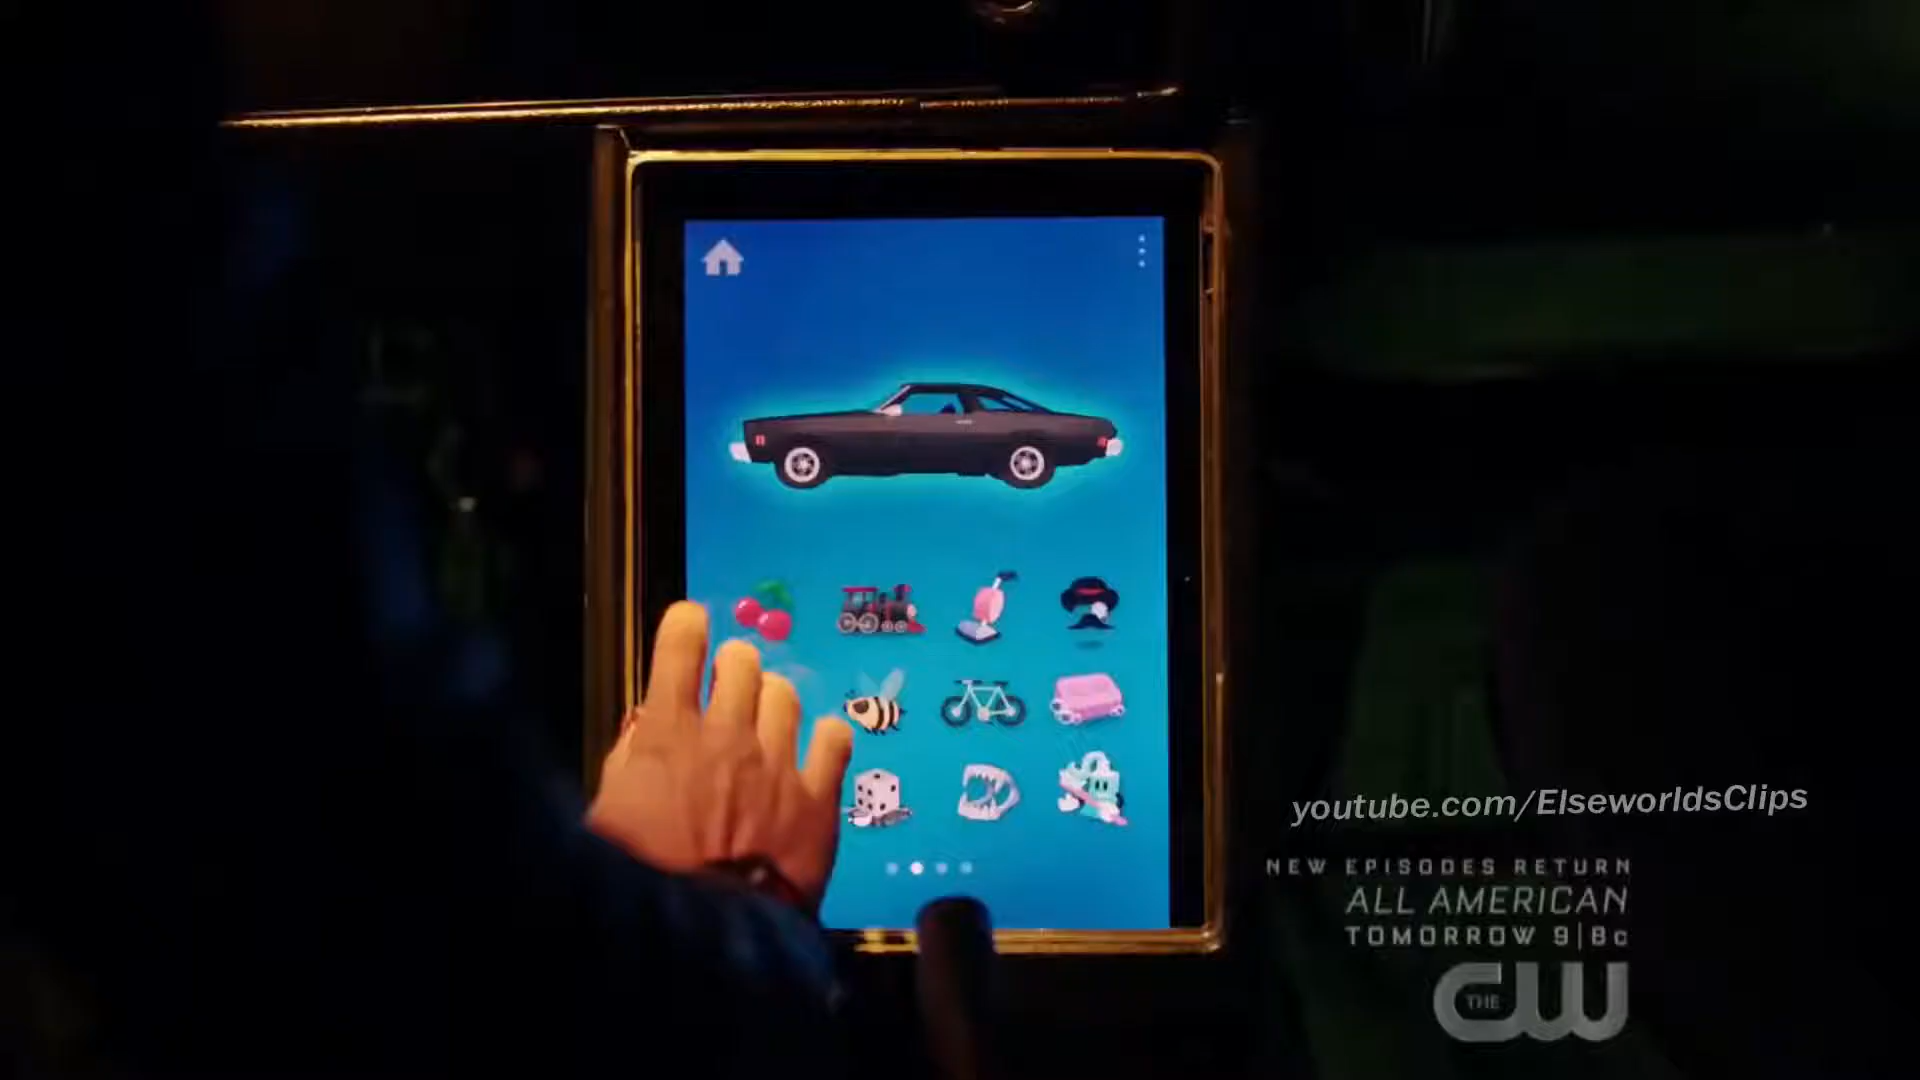 youtube.com/ElseworldsClips
NEW EPISODES RETURN
ALL AMERICAN
TOMORROW 9|8c
THE CW